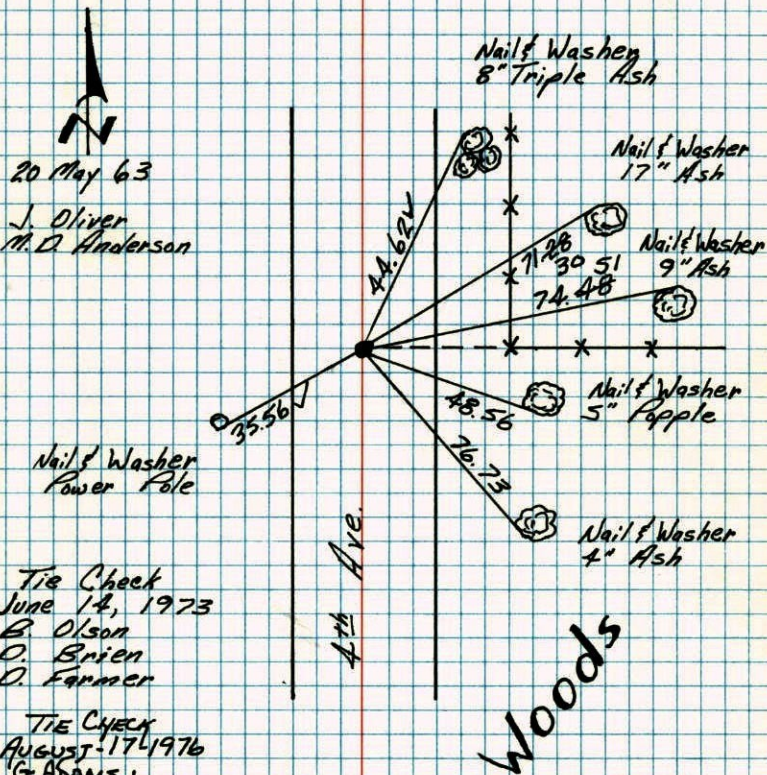 N
20 May 63
J. Oliver
M.D. Anderson
Nail & Washer
8" Triple Ash
Nail & Washer
17" Ash
Nail & Washer
9" Ash
44.62✓
71.28
30 51
74.48
48.56
76.73
35.56✓
Nail & Washer
5" Popple
Nail & Washer
4" Ash
Nail & Washer
Power Pole
4th Ave.
Woods
Tie Check
June 14, 1973
B. Olson
O. Brien
D. Farmer
TIE CHECK
AUGUST-17-1976
G. ADAMS